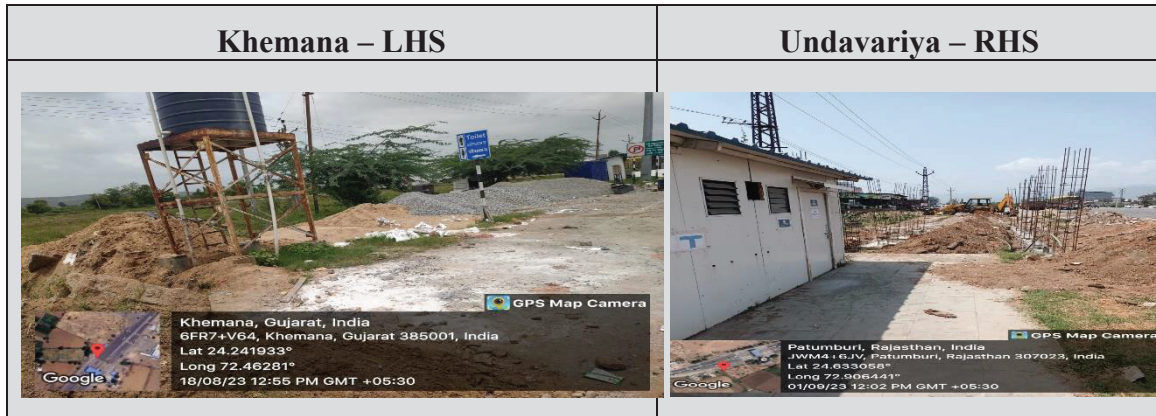 Khemana – LHS
Undavariya – RHS
Toilet
GPS Map Camera
Khemana, Gujarat, India
6FR7+V64, Khemana, Gujarat 385001, India
Lat 24.241933°
Long 72.46281°
18/08/23 12:55 PM GMT +05:30
Google
T
GPS Map Camera
Patumburi, Rajasthan, India
JWM4+6JV, Patumburi, Rajasthan 307023, India
Lat 24.633058°
Long 72.906441°
01/09/23 12:02 PM GMT +05:30
Google